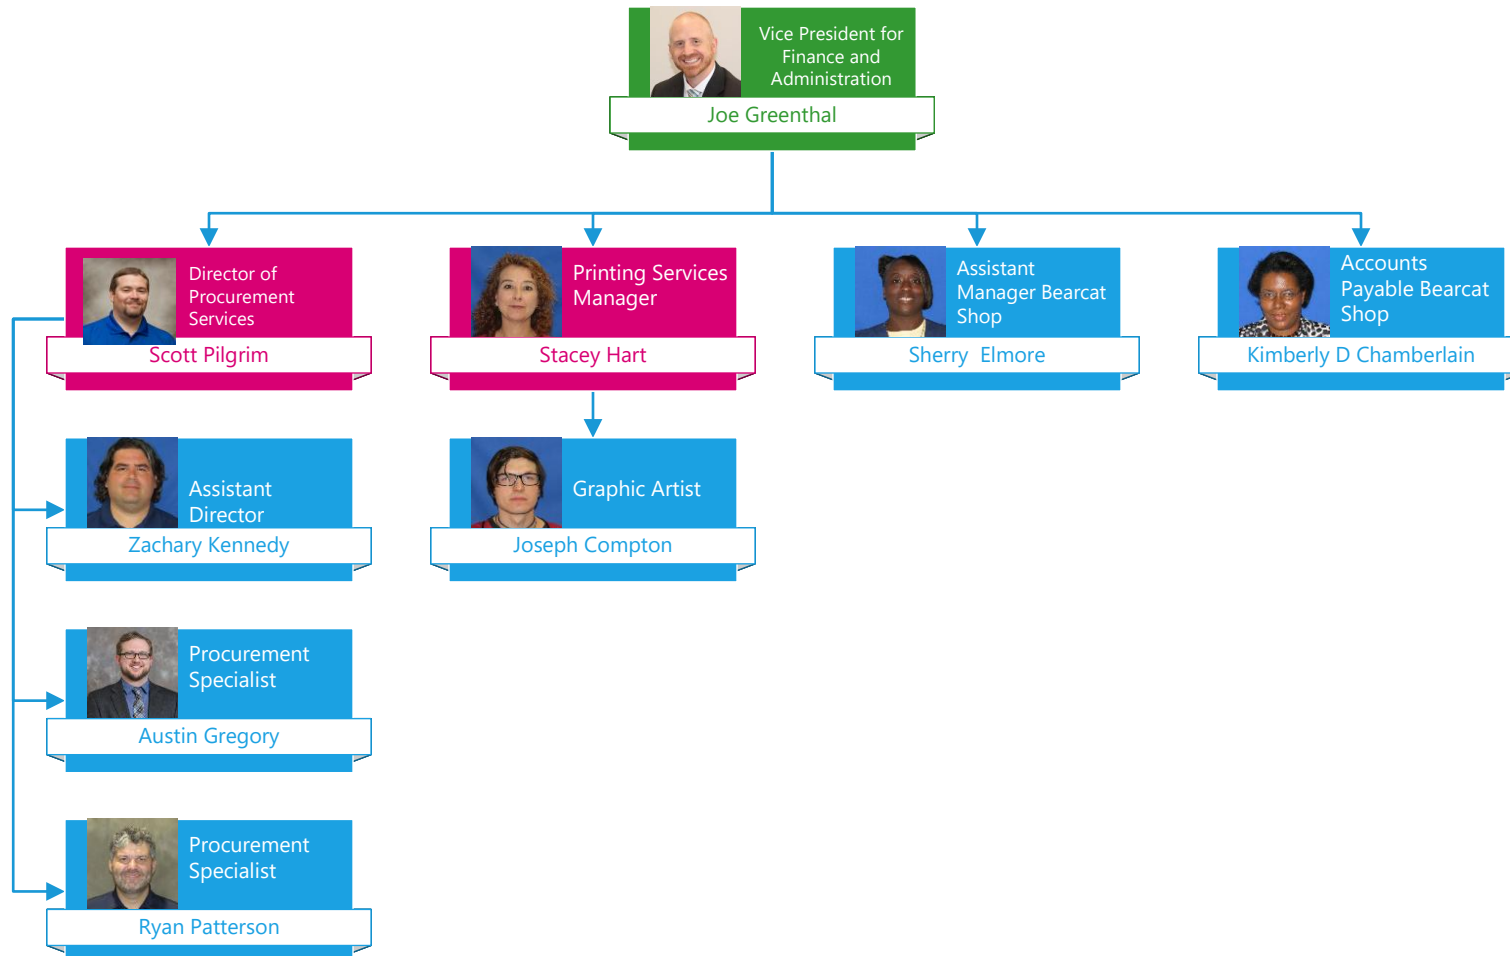 Vice President for
Finance and
Administration
Joe Greenthal
Director of
Procurement
Services
Scott Pilgrim
Printing Services
Manager
Stacey Hart
Assistant
Manager Bearcat
Shop
Sherry  Elmore
Accounts
Payable Bearcat
Shop
Kimberly D Chamberlain
Assistant
Director
Zachary Kennedy
Graphic Artist
Joseph Compton
Procurement
Specialist
Austin Gregory
Procurement
Specialist
Ryan Patterson